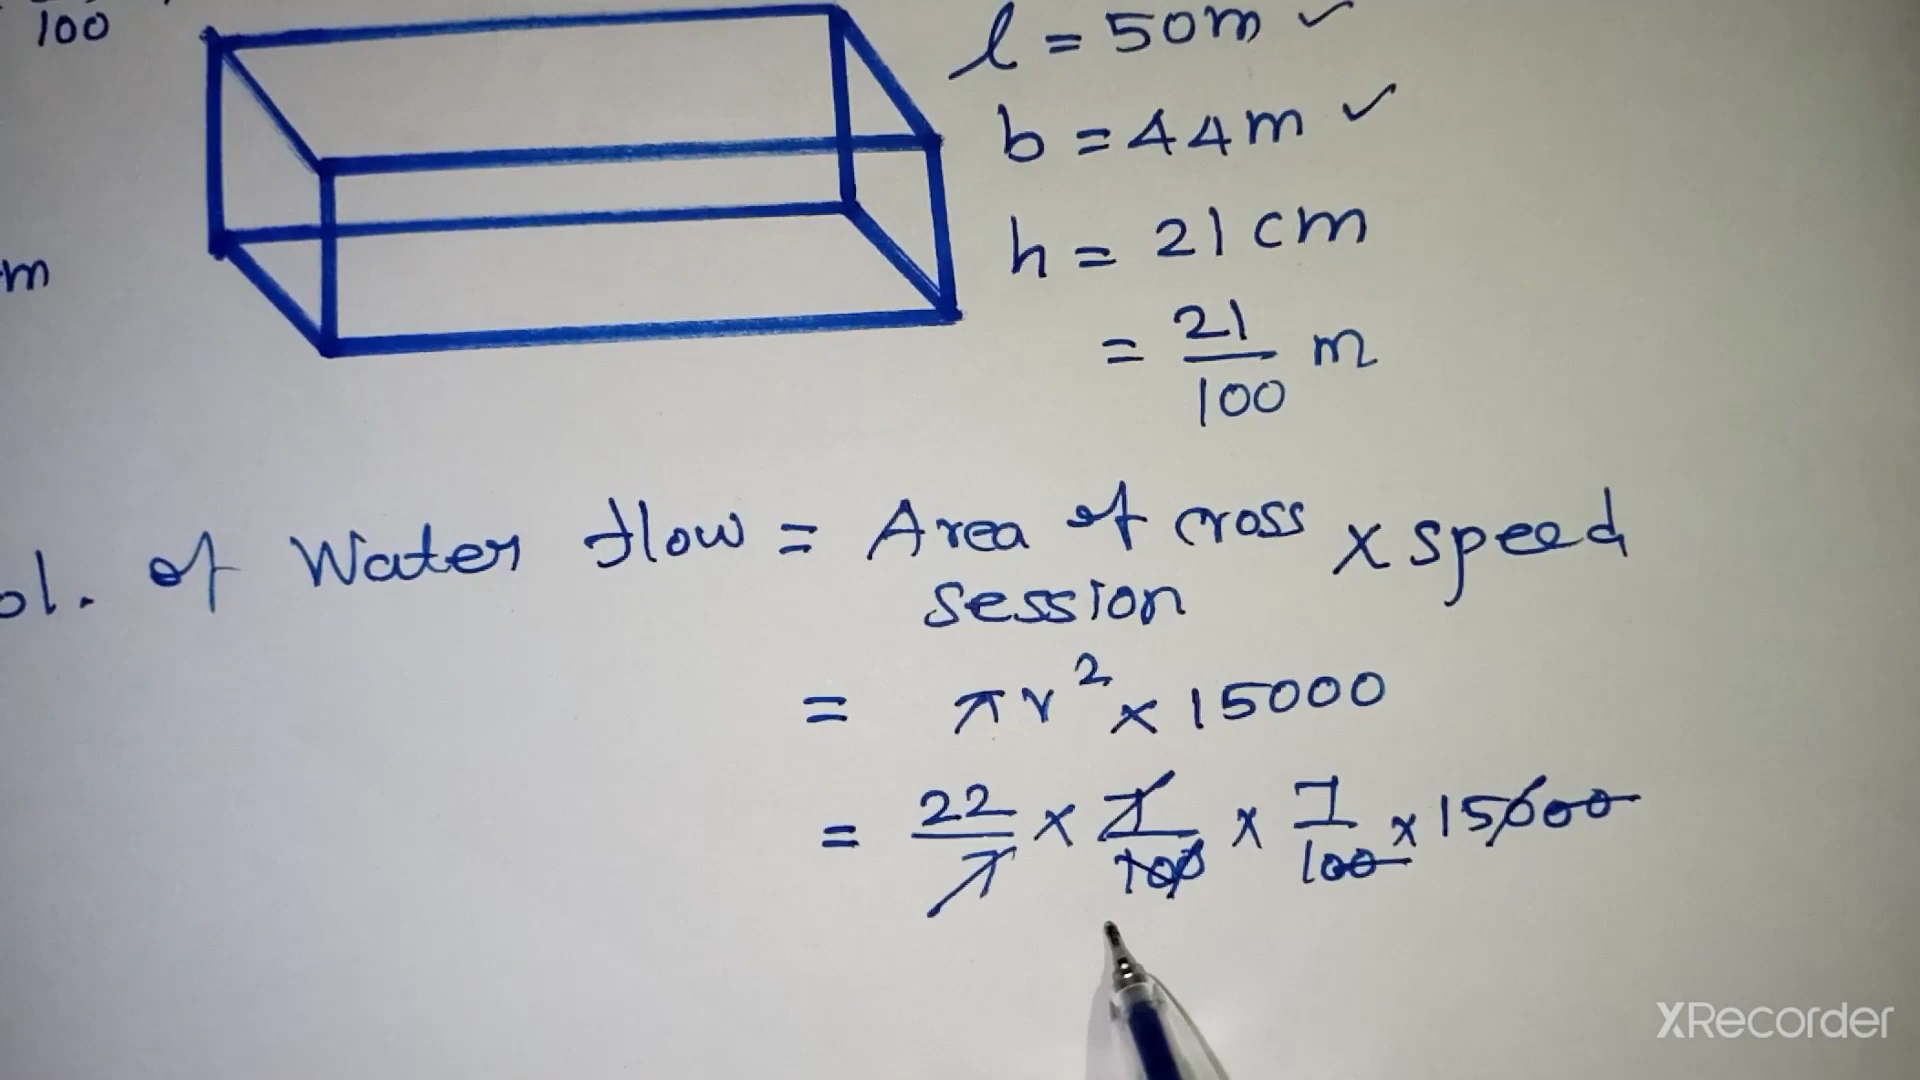 100
l = 50m ✓
b = 44m ✓
h = 21 cm
= 21/100 m
m
ol. of Water flow = Area of cross session × speed
= πr² × 15000
= 22/7 × 7/100 × 7/100 × 15000
XRecorder